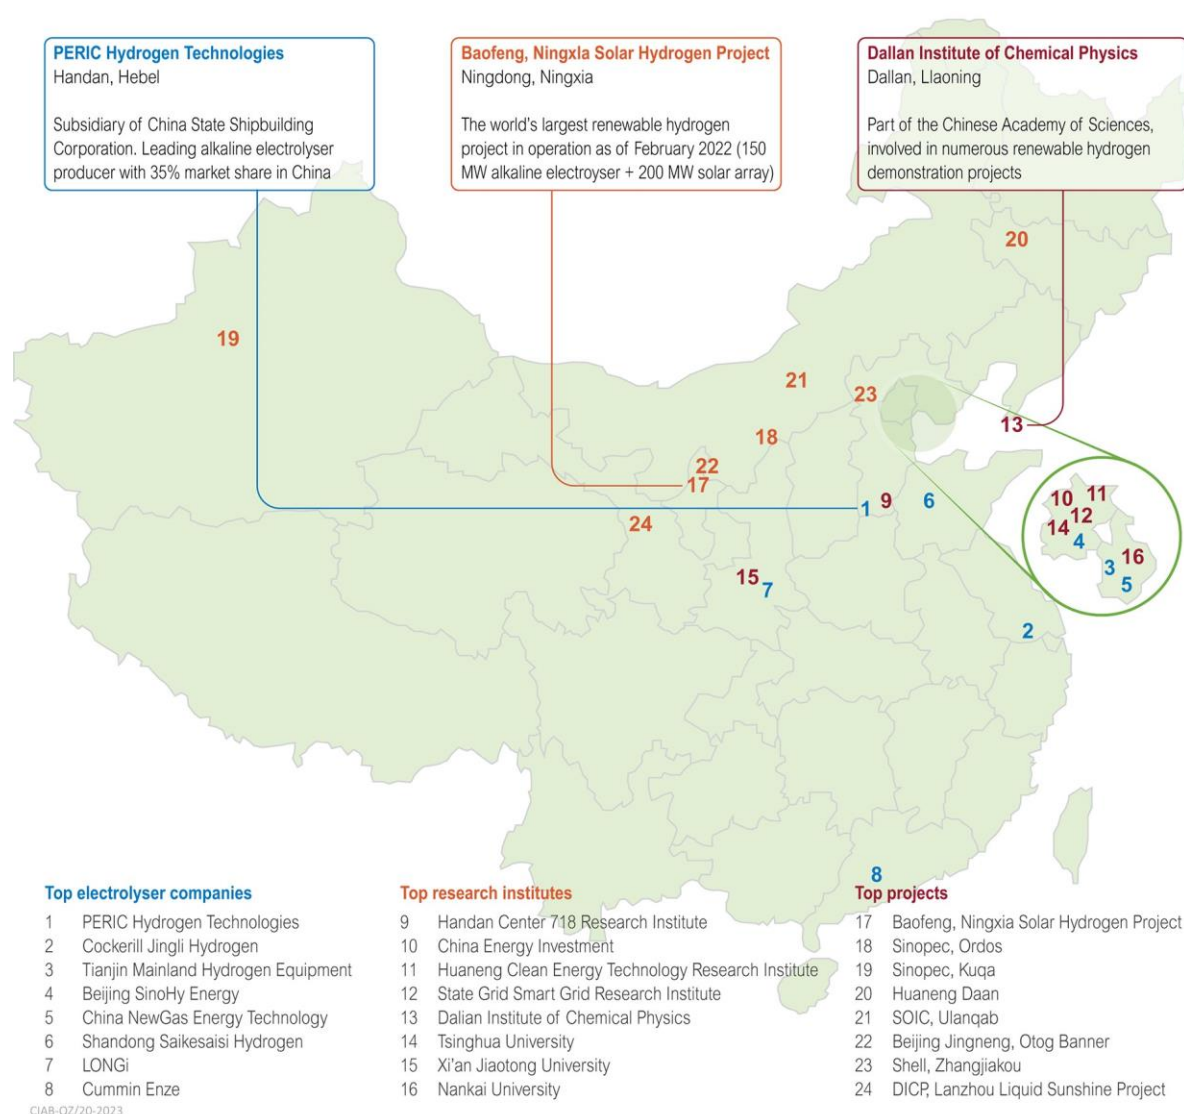 PERIC Hydrogen Technologies
Handan, Hebel
Subsidiary of China State Shipbuilding
Corporation. Leading alkaline electrolyser
producer with 35% market share in China
Baofeng, Ningxla Solar Hydrogen Project
Ningdong, Ningxia
The world's largest renewable hydrogen
project in operation as of February 2022 (150
MW alkaline electroyser + 200 MW solar array)
Dallan Institute of Chemical Physics
Dallan, Llaoning
Part of the Chinese Academy of Sciences,
involved in numerous renewable hydrogen
demonstration projects
20
19
21
23
13
18
22
17
1
9
6
24
10
11
12
14
4
16
3
5
15
7
2
8
Top electrolyser companies
1 PERIC Hydrogen Technologies
2 Cockerill Jingli Hydrogen
3 Tianjin Mainland Hydrogen Equipment
4 Beijing SinoHy Energy
5 China NewGas Energy Technology
6 Shandong Saikesaisi Hydrogen
7 LONGi
8 Cummin Enze
Top research institutes
9 Handan Center 718 Research Institute
10 China Energy Investment
11 Huaneng Clean Energy Technology Research Institute
12 State Grid Smart Grid Research Institute
13 Dalian Institute of Chemical Physics
14 Tsinghua University
15 Xi'an Jiaotong University
16 Nankai University
Top projects
17 Baofeng, Ningxia Solar Hydrogen Project
18 Sinopec, Ordos
19 Sinopec, Kuqa
20 Huaneng Daan
21 SOIC, Ulanqab
22 Beijing Jingneng, Otog Banner
23 Shell, Zhangjiakou
24 DICP, Lanzhou Liquid Sunshine Project
CIAB-OZ/20-2023